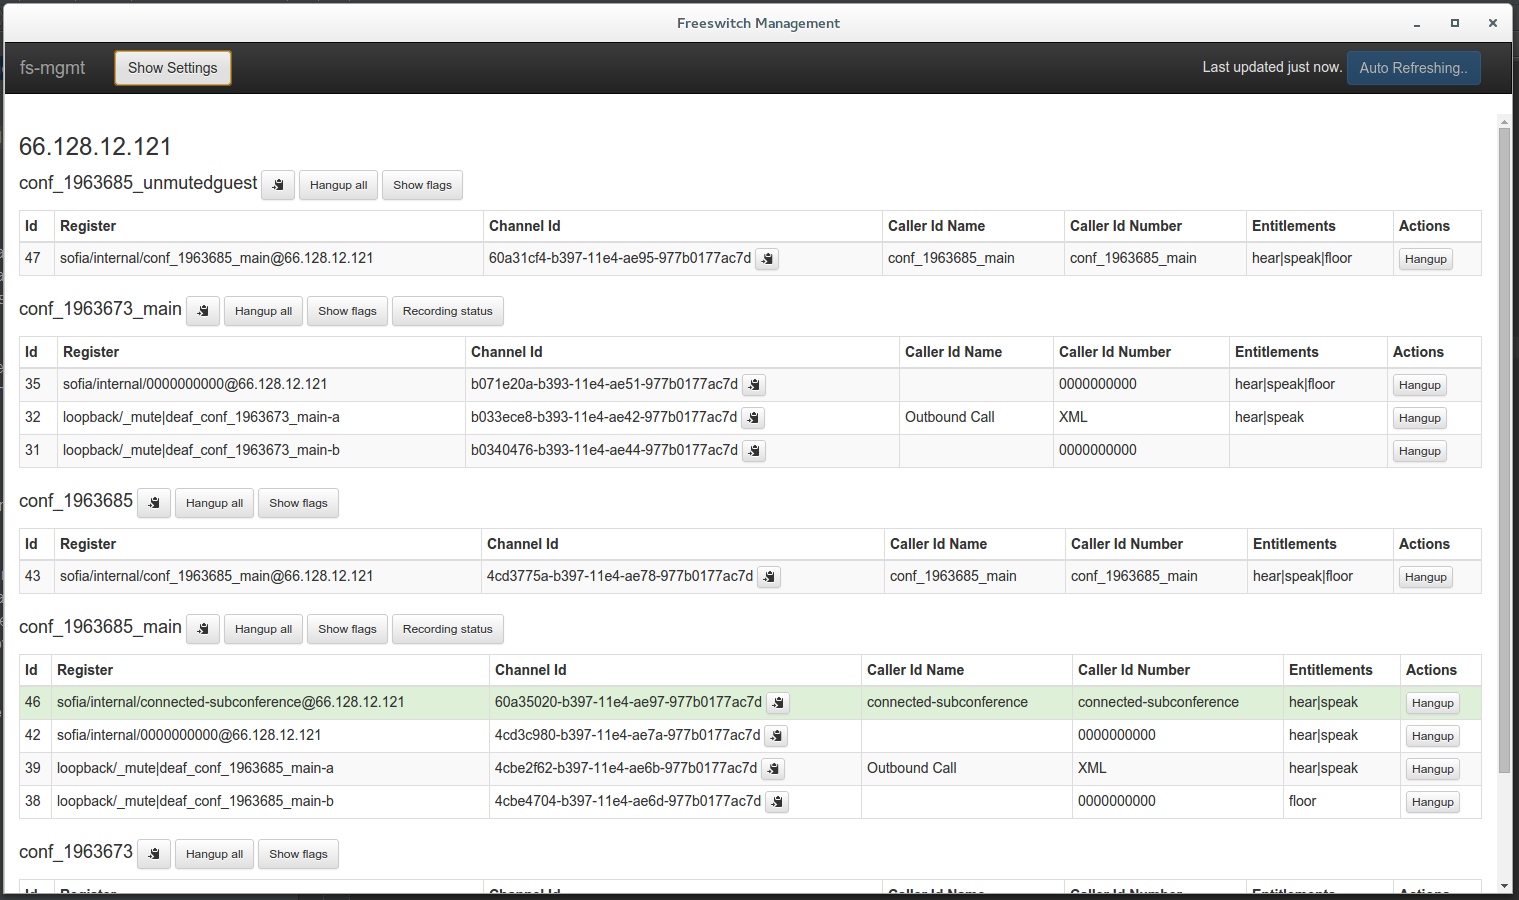 Freeswitch Management
fs-mgmt Show Settings Last updated just now. Auto Refreshing..
66.128.12.121
conf_1963685_unmutedguest Hangup all Show flags
Id Register Channel Id Caller Id Name Caller Id Number Entitlements Actions
47 sofia/internal/conf_1963685_main@66.128.12.121 60a31cf4-b397-11e4-ae95-977b0177ac7d conf_1963685_main conf_1963685_main hear|speak|floor Hangup
conf_1963673_main Hangup all Show flags Recording status
Id Register Channel Id Caller Id Name Caller Id Number Entitlements Actions
35 sofia/internal/0000000000@66.128.12.121 b071e20a-b393-11e4-ae51-977b0177ac7d 0000000000 hear|speak|floor Hangup
32 loopback/_mute|deaf_conf_1963673_main-a b033ece8-b393-11e4-ae42-977b0177ac7d Outbound Call XML hear|speak Hangup
31 loopback/_mute|deaf_conf_1963673_main-b b0340476-b393-11e4-ae44-977b0177ac7d 0000000000 Hangup
conf_1963685 Hangup all Show flags
Id Register Channel Id Caller Id Name Caller Id Number Entitlements Actions
43 sofia/internal/conf_1963685_main@66.128.12.121 4cd3775a-b397-11e4-ae78-977b0177ac7d conf_1963685_main conf_1963685_main hear|speak|floor Hangup
conf_1963685_main Hangup all Show flags Recording status
Id Register Channel Id Caller Id Name Caller Id Number Entitlements Actions
46 sofia/internal/connected-subconference@66.128.12.121 60a35020-b397-11e4-ae97-977b0177ac7d connected-subconference connected-subconference hear|speak Hangup
42 sofia/internal/0000000000@66.128.12.121 4cd3c980-b397-11e4-ae7a-977b0177ac7d 0000000000 hear|speak Hangup
39 loopback/_mute|deaf_conf_1963685_main-a 4cbe2f62-b397-11e4-ae6b-977b0177ac7d Outbound Call XML hear|speak Hangup
38 loopback/_mute|deaf_conf_1963685_main-b 4cbe4704-b397-11e4-ae6d-977b0177ac7d 0000000000 floor Hangup
conf_1963673 Hangup all Show flags
Id Register Channel Id Caller Id Name Caller Id Number Entitlements Actions